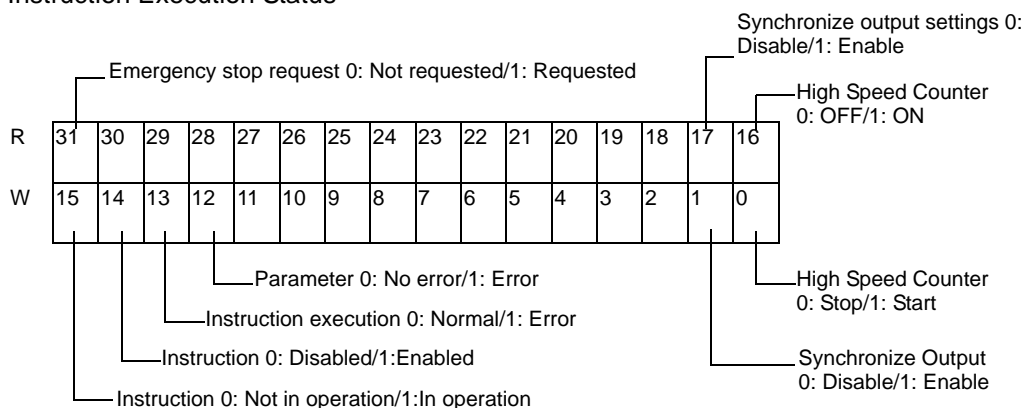 Instruction Execution Status
Synchronize output settings 0:
Disable/1: Enable
Emergency stop request 0: Not requested/1: Requested
High Speed Counter
0: OFF/1: ON
R 31 30 29 28 27 26 25 24 23 22 21 20 19 18 17 16
W 15 14 13 12 11 10 9 8 7 6 5 4 3 2 1 0
Parameter 0: No error/1: Error
High Speed Counter
0: Stop/1: Start
Instruction execution 0: Normal/1: Error
Instruction 0: Disabled/1:Enabled
Synchronize Output
0: Disable/1: Enable
Instruction 0: Not in operation/1:In operation